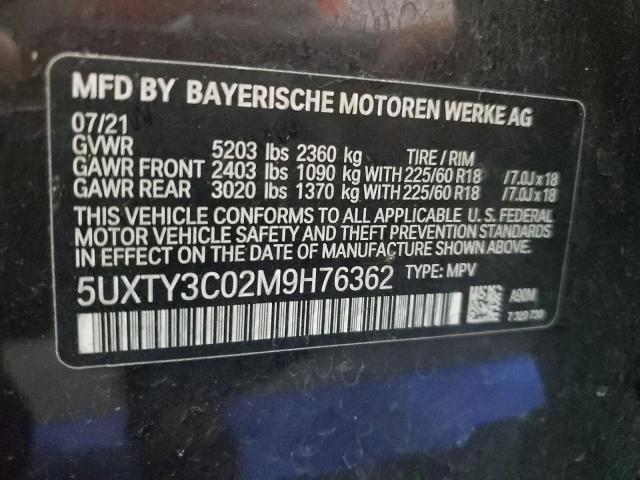 MFD BY BAYERISCHE MOTOREN WERKE AG
07/21
GVWR 5203 lbs 2360 kg TIRE / RIM
GAWR FRONT 2403 lbs 1090 kg WITH 225/60 R18 /7.0J x 18
GAWR REAR 3020 lbs 1370 kg WITH 225/60 R18 /7.0J x 18
THIS VEHICLE CONFORMS TO ALL APPLICABLE U. S. FEDERAL
MOTOR VEHICLE SAFETY AND THEFT PREVENTION STANDARDS
IN EFFECT ON THE DATE OF MANUFACTURE SHOWN ABOVE.
5UXTY3C02M9H76362 TYPE: MPV
A90M
7 320 730